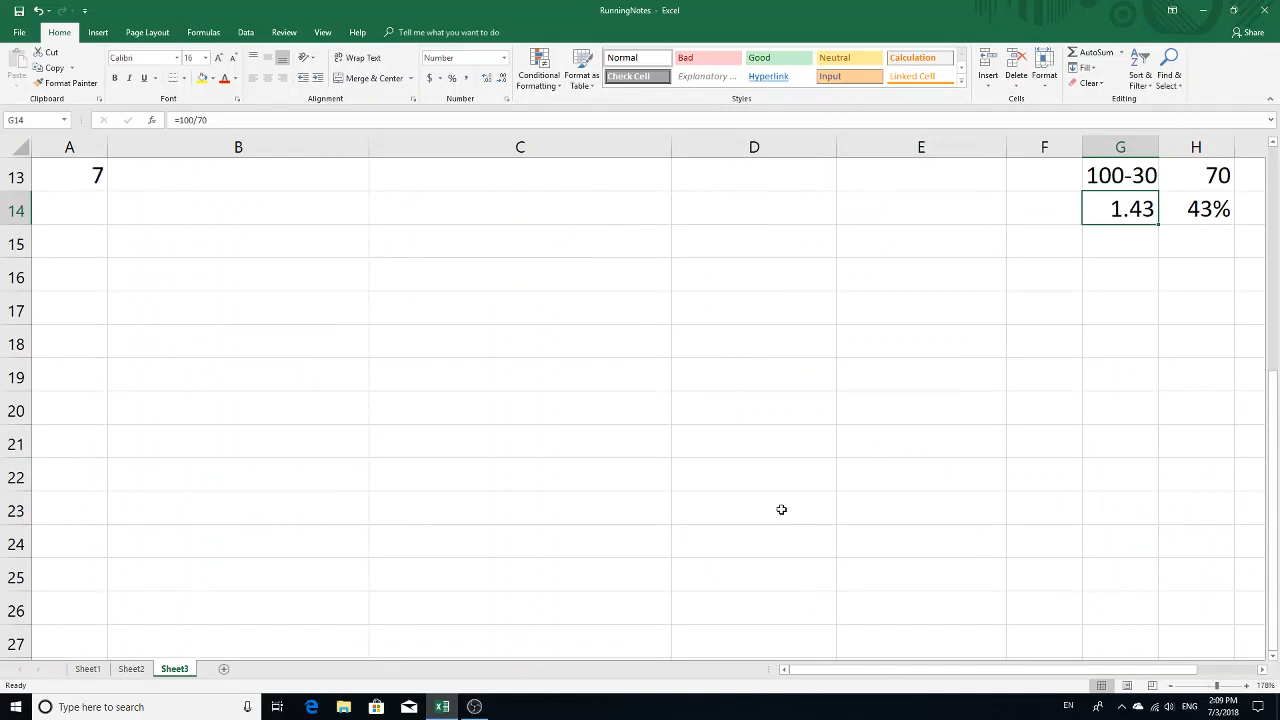 RunningNotes - Excel
File Home Insert Page Layout Formulas Data Review View Help Tell me what you want to do Share
Paste Cut Copy Format Painter Clipboard
Calibri 16 B I U A Font
Wrap Text Merge & Center Alignment
Number $ % Number
Conditional Formatting Format as Table
Normal Bad Good Neutral Calculation
Check Cell Explanatory ... Hyperlink Input Linked Cell
Styles
Insert Delete Format Cells
AutoSum Fill Clear Sort & Filter Find & Select Editing
G14 fx =100/70
A B C D E F G H
13 7 100-30 70
14 1.43 43%
15
16
17
18
19
20
21
22
23
24
25
26
27
Sheet1 Sheet2 Sheet3
Ready 178%
Type here to search EN ENG 2:09 PM
7/3/2018